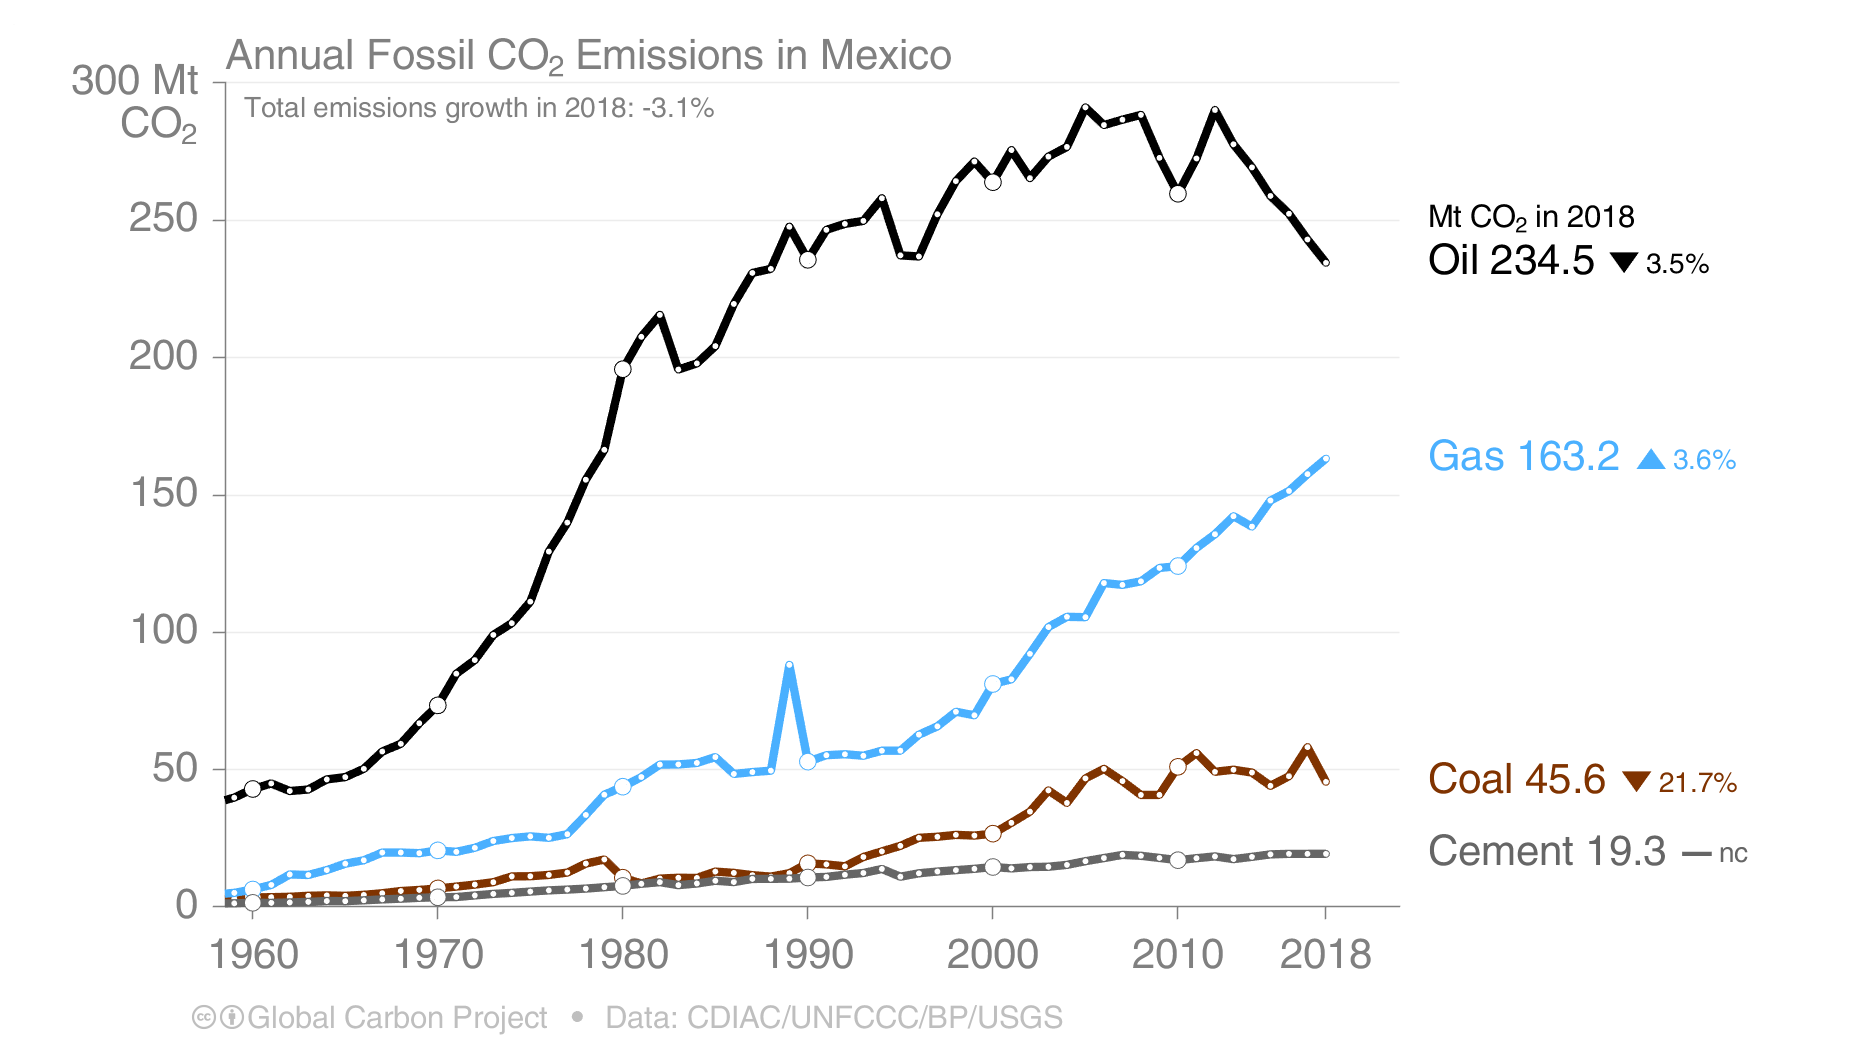 Annual Fossil CO₂ Emissions in Mexico
300 Mt
CO₂
Total emissions growth in 2018: -3.1%
250
200
150
100
50
0
Mt CO₂ in 2018
Oil 234.5 ▼ 3.5%
Gas 163.2 ▲ 3.6%
Coal 45.6 ▼ 21.7%
Cement 19.3 — nc
1960 1970 1980 1990 2000 2010 2018
cc Global Carbon Project • Data: CDIAC/UNFCCC/BP/USGS